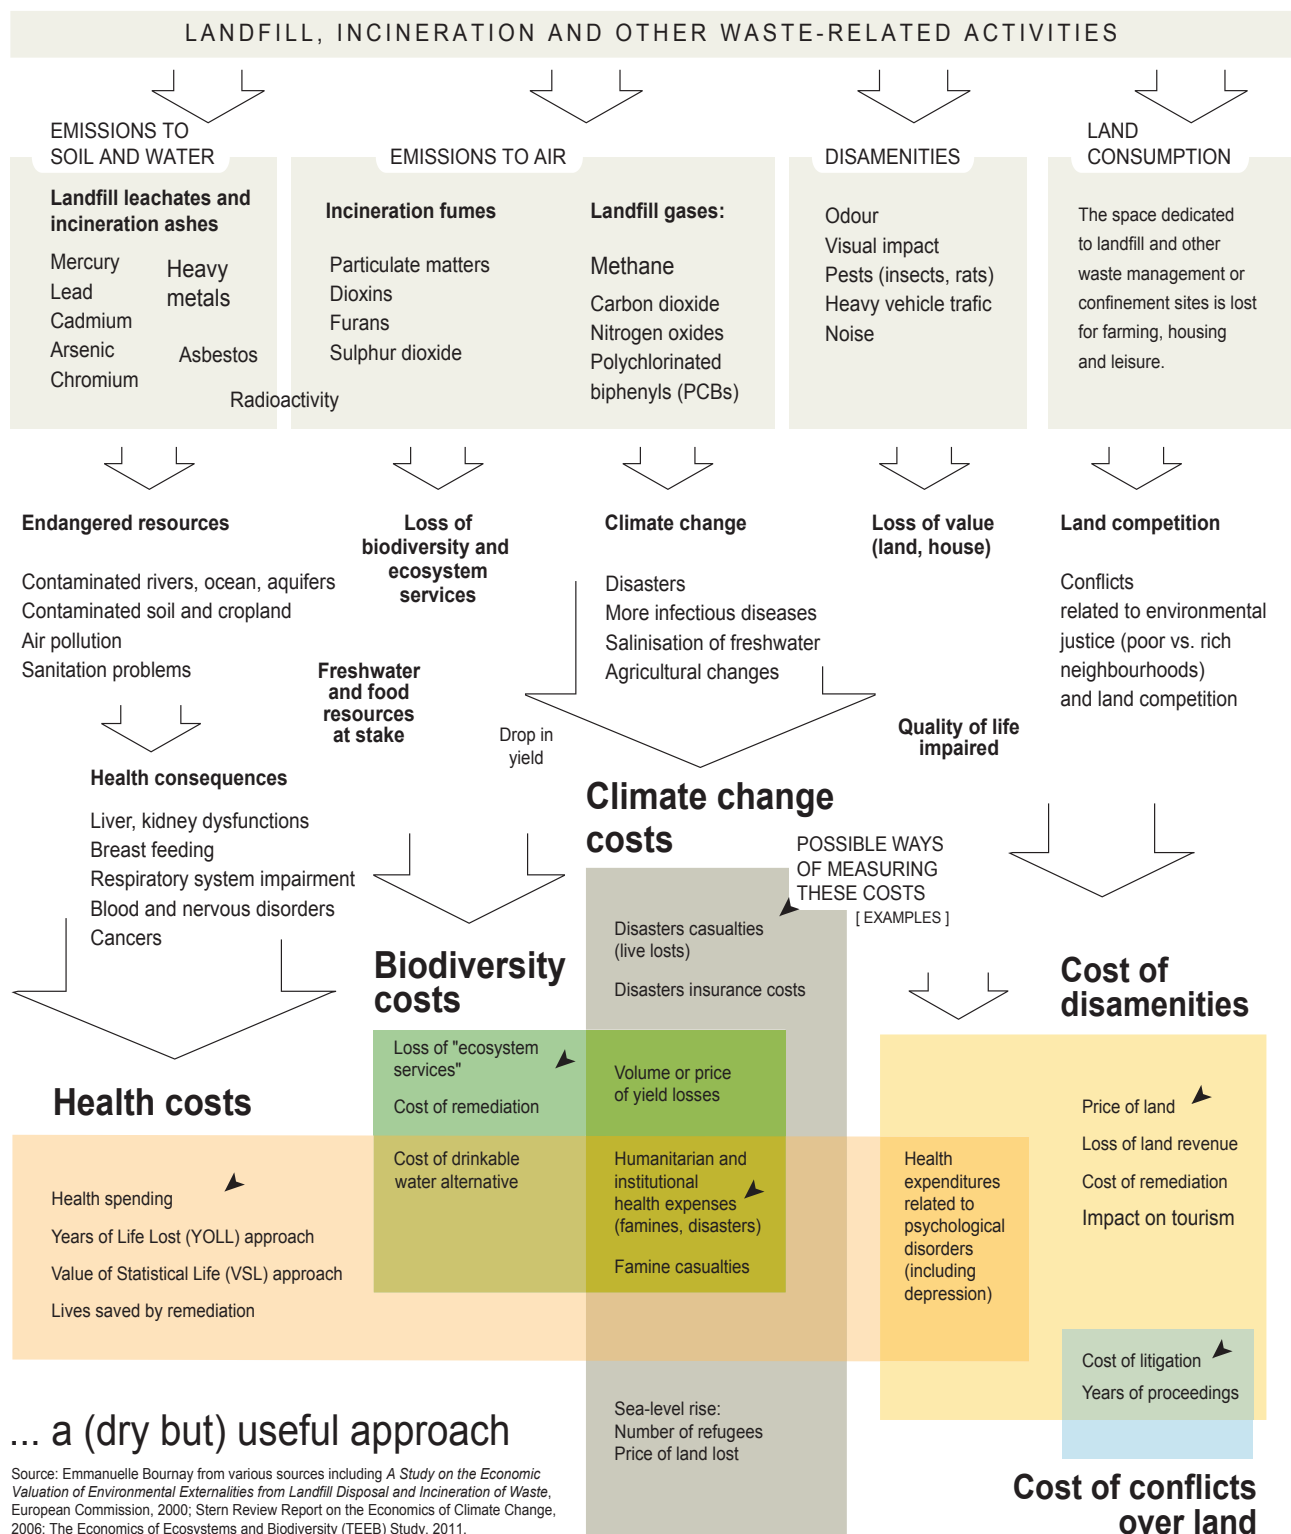 LANDFILL, INCINERATION AND OTHER WASTE-RELATED ACTIVITIES
EMISSIONS TO
SOIL AND WATER
Landfill leachates and
incineration ashes
Mercury
Lead
Cadmium
Arsenic
Chromium
Heavy
metals
Asbestos
Radioactivity
EMISSIONS TO AIR
Incineration fumes
Particulate matters
Dioxins
Furans
Sulphur dioxide
Landfill gases:
Methane
Carbon dioxide
Nitrogen oxides
Polychlorinated
biphenyls (PCBs)
DISAMENITIES
Odour
Visual impact
Pests (insects, rats)
Heavy vehicle trafic
Noise
LAND
CONSUMPTION
The space dedicated
to landfill and other
waste management or
confinement sites is lost
for farming, housing
and leisure.
Endangered resources
Contaminated rivers, ocean, aquifers
Contaminated soil and cropland
Air pollution
Sanitation problems
Loss of
biodiversity and
ecosystem
services
Freshwater
and food
resources
at stake
Climate change
Disasters
More infectious diseases
Salinisation of freshwater
Agricultural changes
Drop in
yield
Loss of value
(land, house)
Quality of life
impaired
Land competition
Conflicts
related to environmental
justice (poor vs. rich
neighbourhoods)
and land competition
Health consequences
Liver, kidney dysfunctions
Breast feeding
Respiratory system impairment
Blood and nervous disorders
Cancers
Climate change
costs
POSSIBLE WAYS
OF MEASURING
THESE COSTS
[ EXAMPLES ]
Disasters casualties
(live losts)
Disasters insurance costs
Biodiversity
costs
Loss of "ecosystem
services"
Cost of remediation
Cost of drinkable
water alternative
Volume or price
of yield losses
Humanitarian and
institutional
health expenses
(famines, disasters)
Famine casualties
Sea-level rise:
Number of refugees
Price of land lost
Health costs
Health spending
Years of Life Lost (YOLL) approach
Value of Statistical Life (VSL) approach
Lives saved by remediation
Health
expenditures
related to
psychological
disorders
(including
depression)
Cost of
disamenities
Price of land
Loss of land revenue
Cost of remediation
Impact on tourism
Cost of litigation
Years of proceedings
Cost of conflicts
over land
... a (dry but) useful approach
Source: Emmanuelle Bournay from various sources including A Study on the Economic
Valuation of Environmental Externalities from Landfill Disposal and Incineration of Waste,
European Commission, 2000; Stern Review Report on the Economics of Climate Change,
2006; The Economics of Ecosystems and Biodiversity (TEEB) Study, 2011.